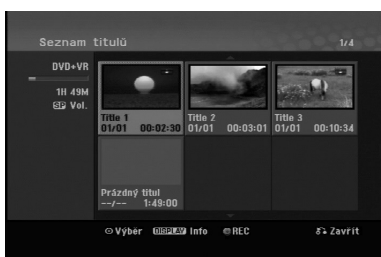 Seznam titulů
1/4
DVD+VR
1H 49M
SP Vol.
Title 1
01/01 00:02:30
Title 2
01/01 00:03:01
Title 3
01/01 00:10:34
Prázdný titul
--/-- 1:49:00
Výběr DISPLAY Info REC Zavřít